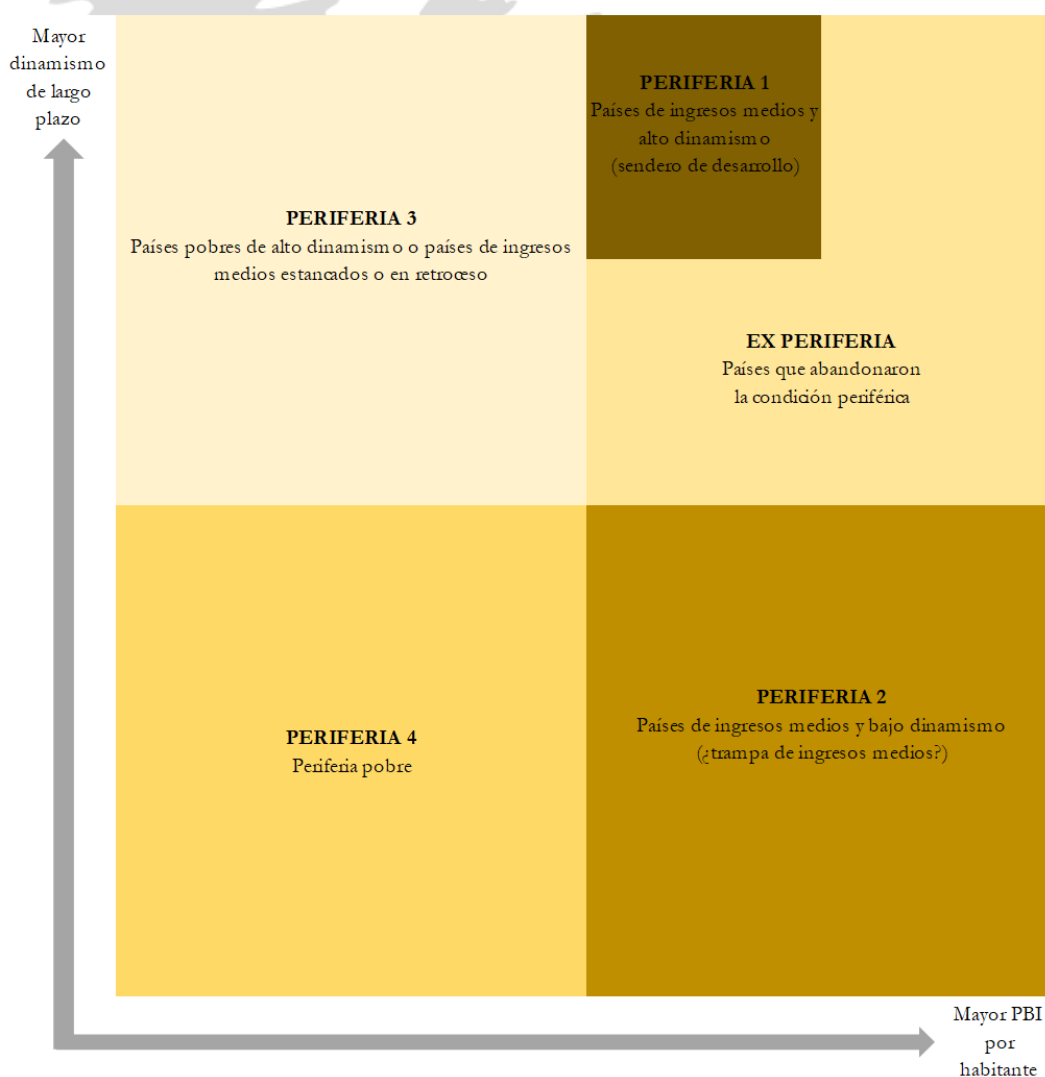 Mayor
dinamismo
de largo
plazo
PERIFERIA 1
Países de ingresos medios y
alto dinamismo
(sendero de desarrollo)
PERIFERIA 3
Países pobres de alto dinamismo o países de ingresos
medios estancados o en retroceso
EX PERIFERIA
Países que abandonaron
la condición periférica
PERIFERIA 2
Países de ingresos medios y bajo dinamismo
(¿trampa de ingresos medios?)
PERIFERIA 4
Periferia pobre
Mayor PBI
por
habitante